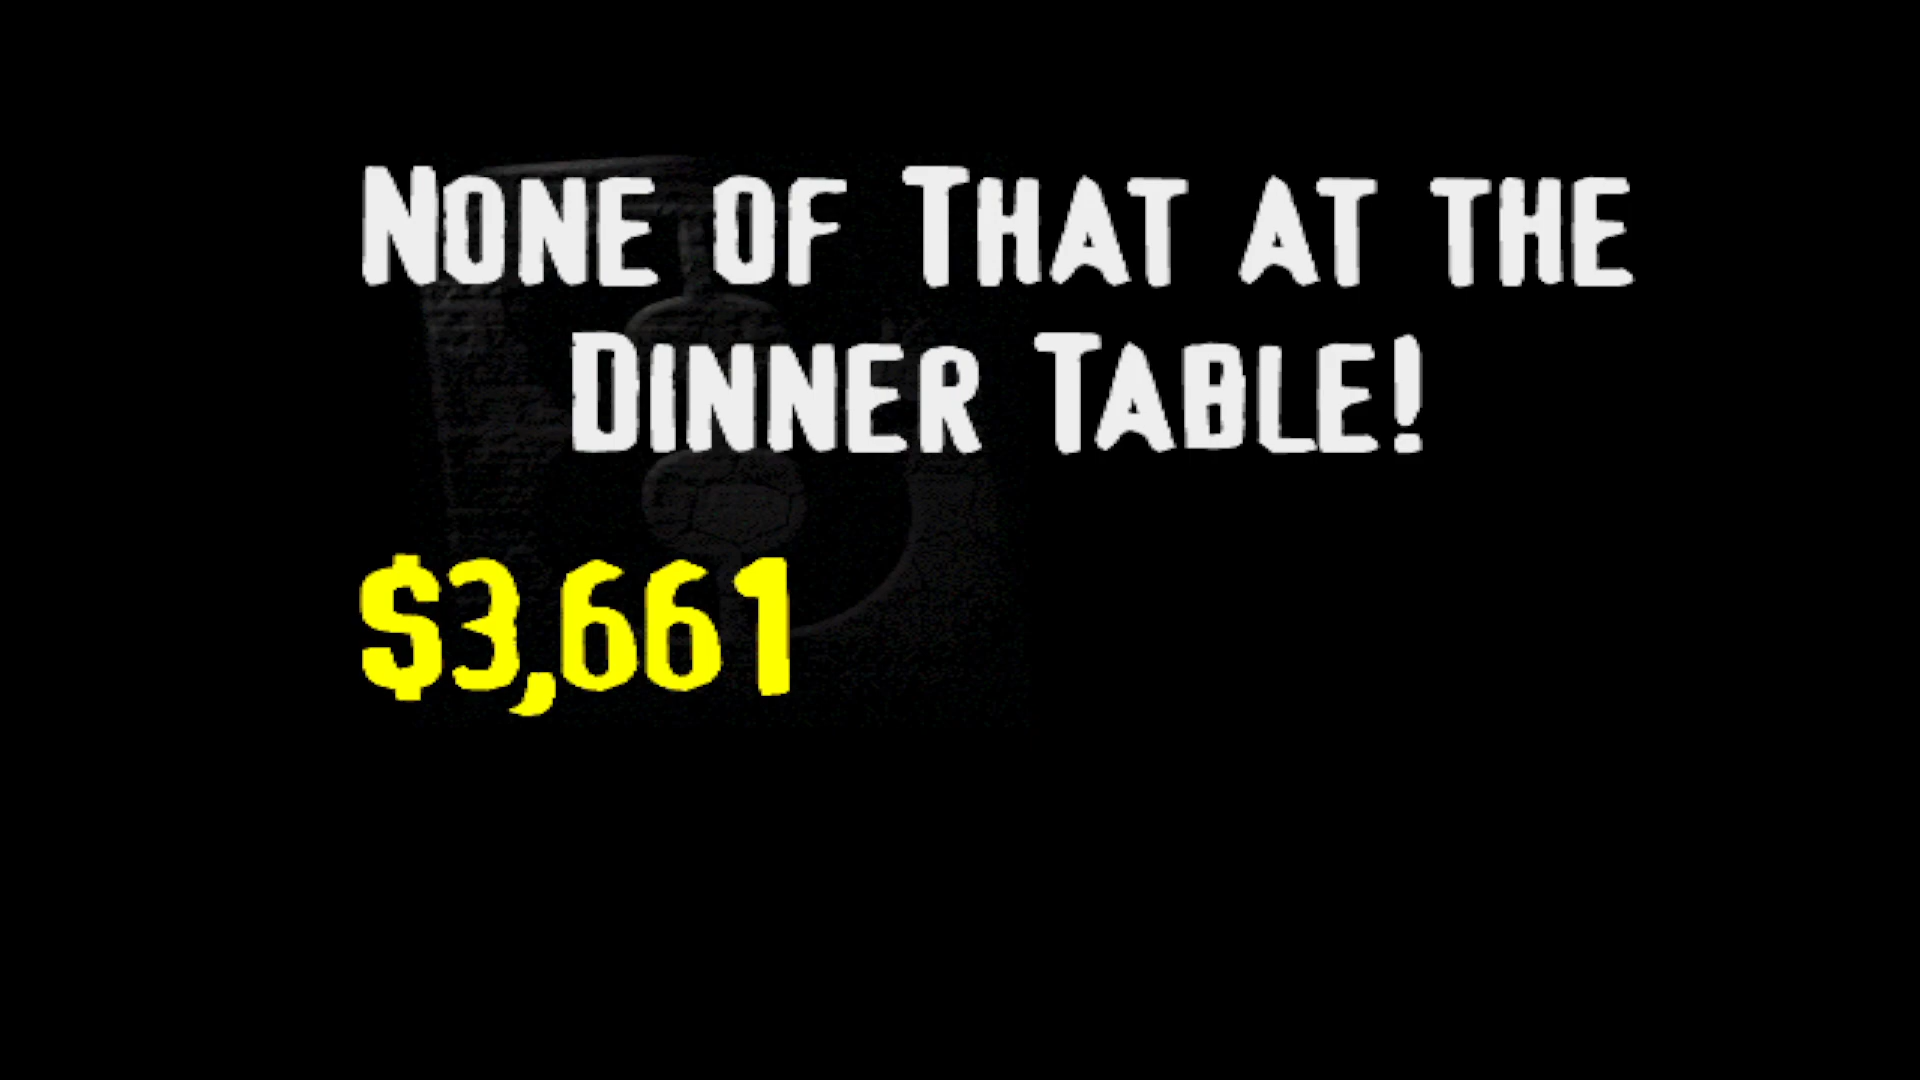 None of That at the
Dinner Table!
$3,661